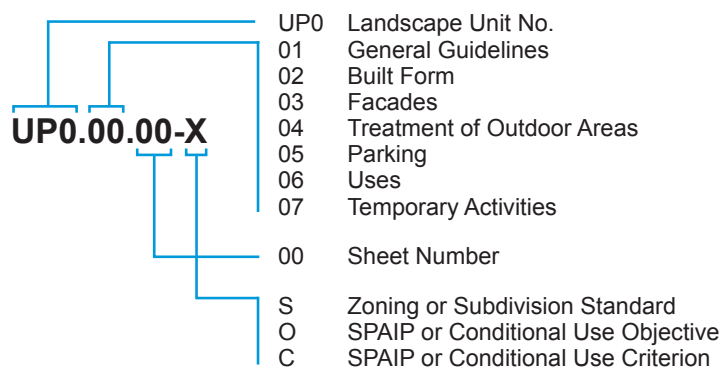 UP0 Landscape Unit No.
01 General Guidelines
02 Built Form
03 Facades
UP0.00.00-X
04 Treatment of Outdoor Areas
05 Parking
06 Uses
07 Temporary Activities
00 Sheet Number
S Zoning or Subdivision Standard
O SPAIP or Conditional Use Objective
C SPAIP or Conditional Use Criterion